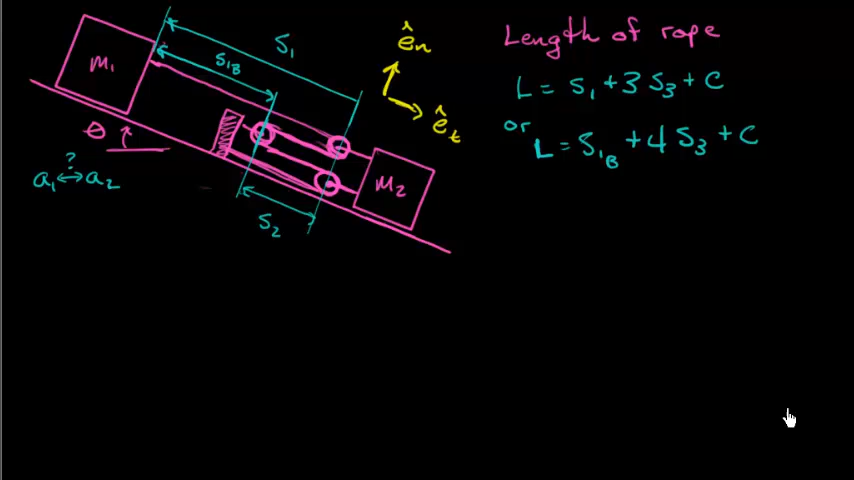 Length of rope
L = S₁ + 3 S₃ + C
or
L = S₁B + 4 S₃ + C
m₁
S₁
S₁B
ên
êt
θ
?
a₁ ↔ a₂
m₂
S₂